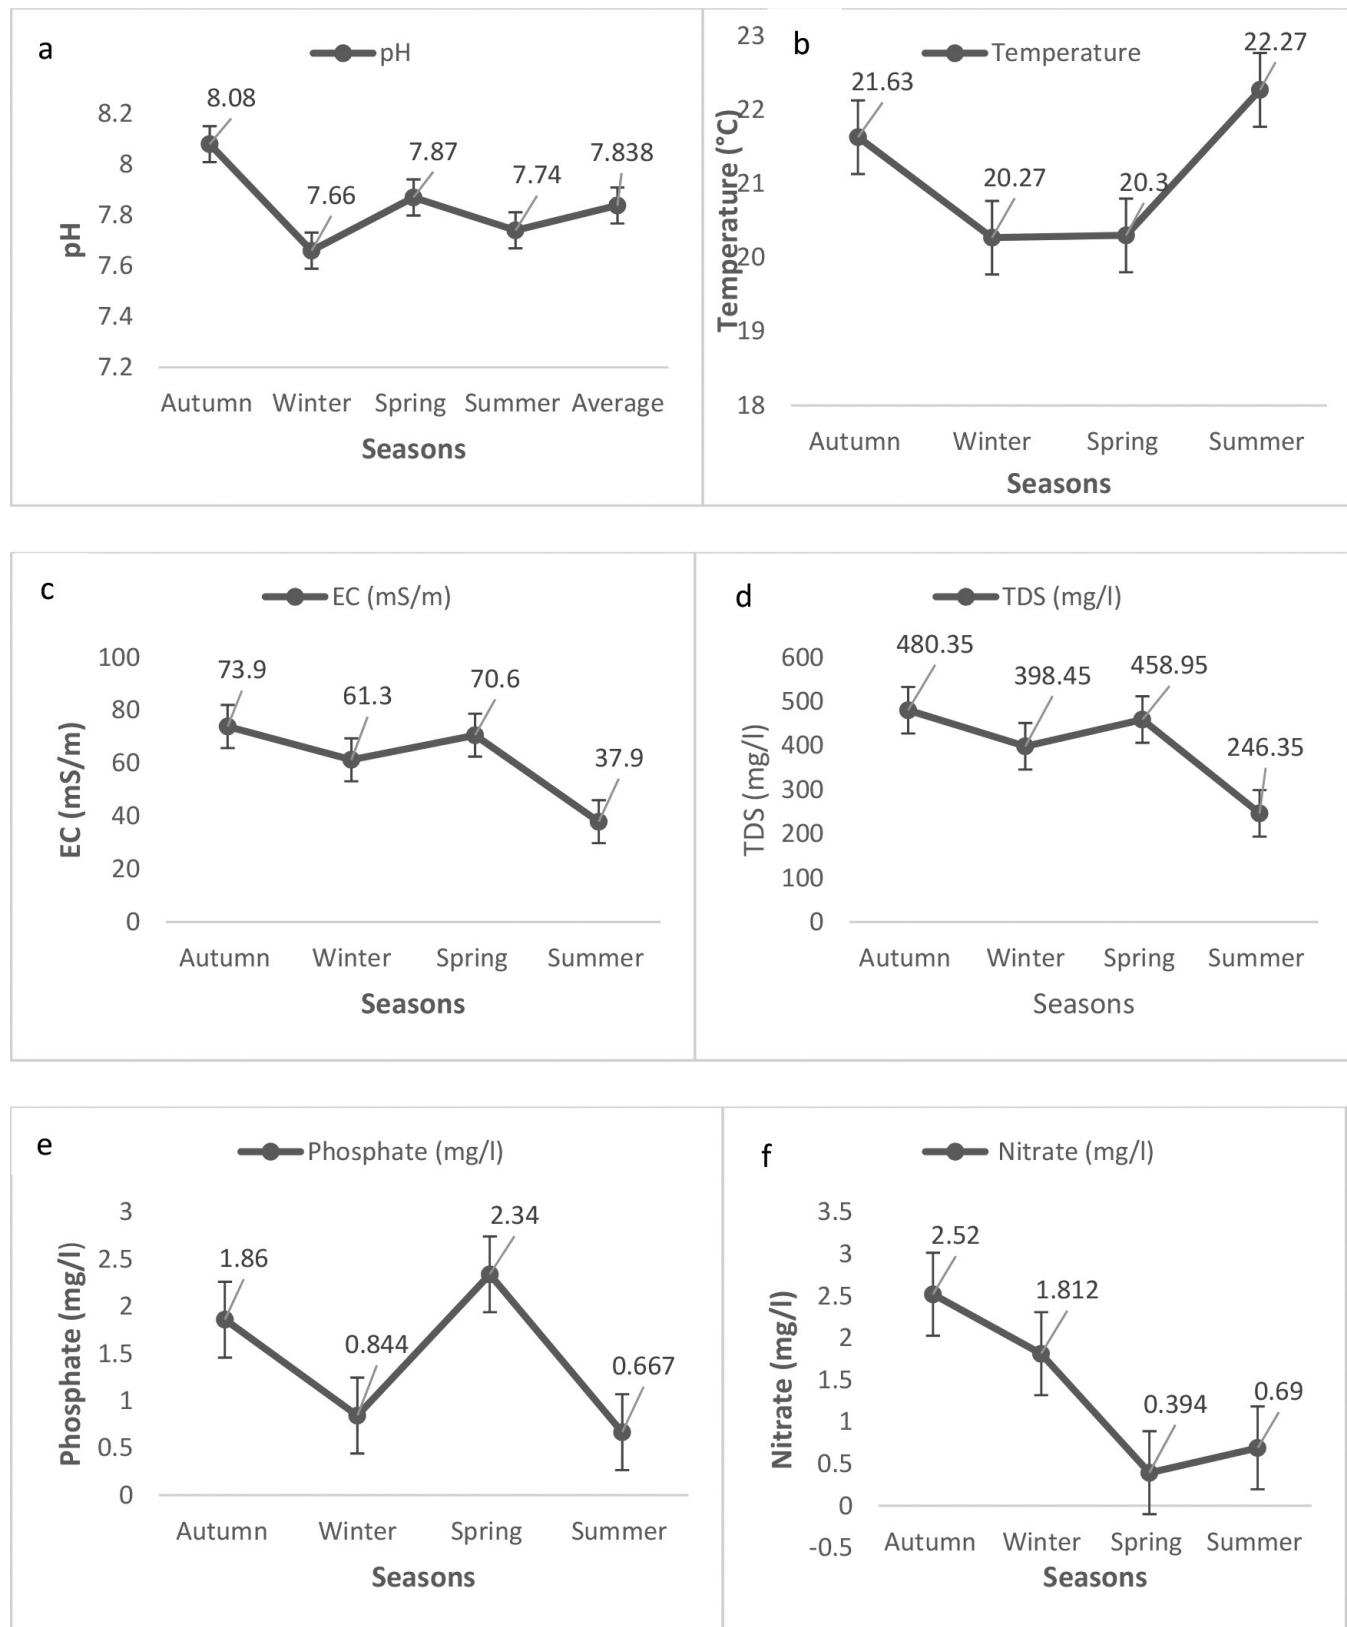 a
pH
pH
8.2
8
7.8
7.6
7.4
7.2
8.08
7.66
7.87
7.74
7.838
Autumn Winter Spring Summer Average
Seasons
b
Temperature
Temperature (°C)
23
22
21
20
19
18
21.63
20.27
20.3
22.27
Autumn Winter Spring Summer
Seasons
c
EC (mS/m)
EC (mS/m)
100
80
60
40
20
0
73.9
61.3
70.6
37.9
Autumn Winter Spring Summer
Seasons
d
TDS (mg/l)
TDS (mg/l)
600
500
400
300
200
100
0
480.35
398.45
458.95
246.35
Autumn Winter Spring Summer
Seasons
e
Phosphate (mg/l)
Phosphate (mg/l)
3
2.5
2
1.5
1
0.5
0
1.86
0.844
2.34
0.667
Autumn Winter Spring Summer
Seasons
f
Nitrate (mg/l)
Nitrate (mg/l)
3.5
3
2.5
2
1.5
1
0.5
0
-0.5
2.52
1.812
0.394
0.69
Autumn Winter Spring Summer
Seasons